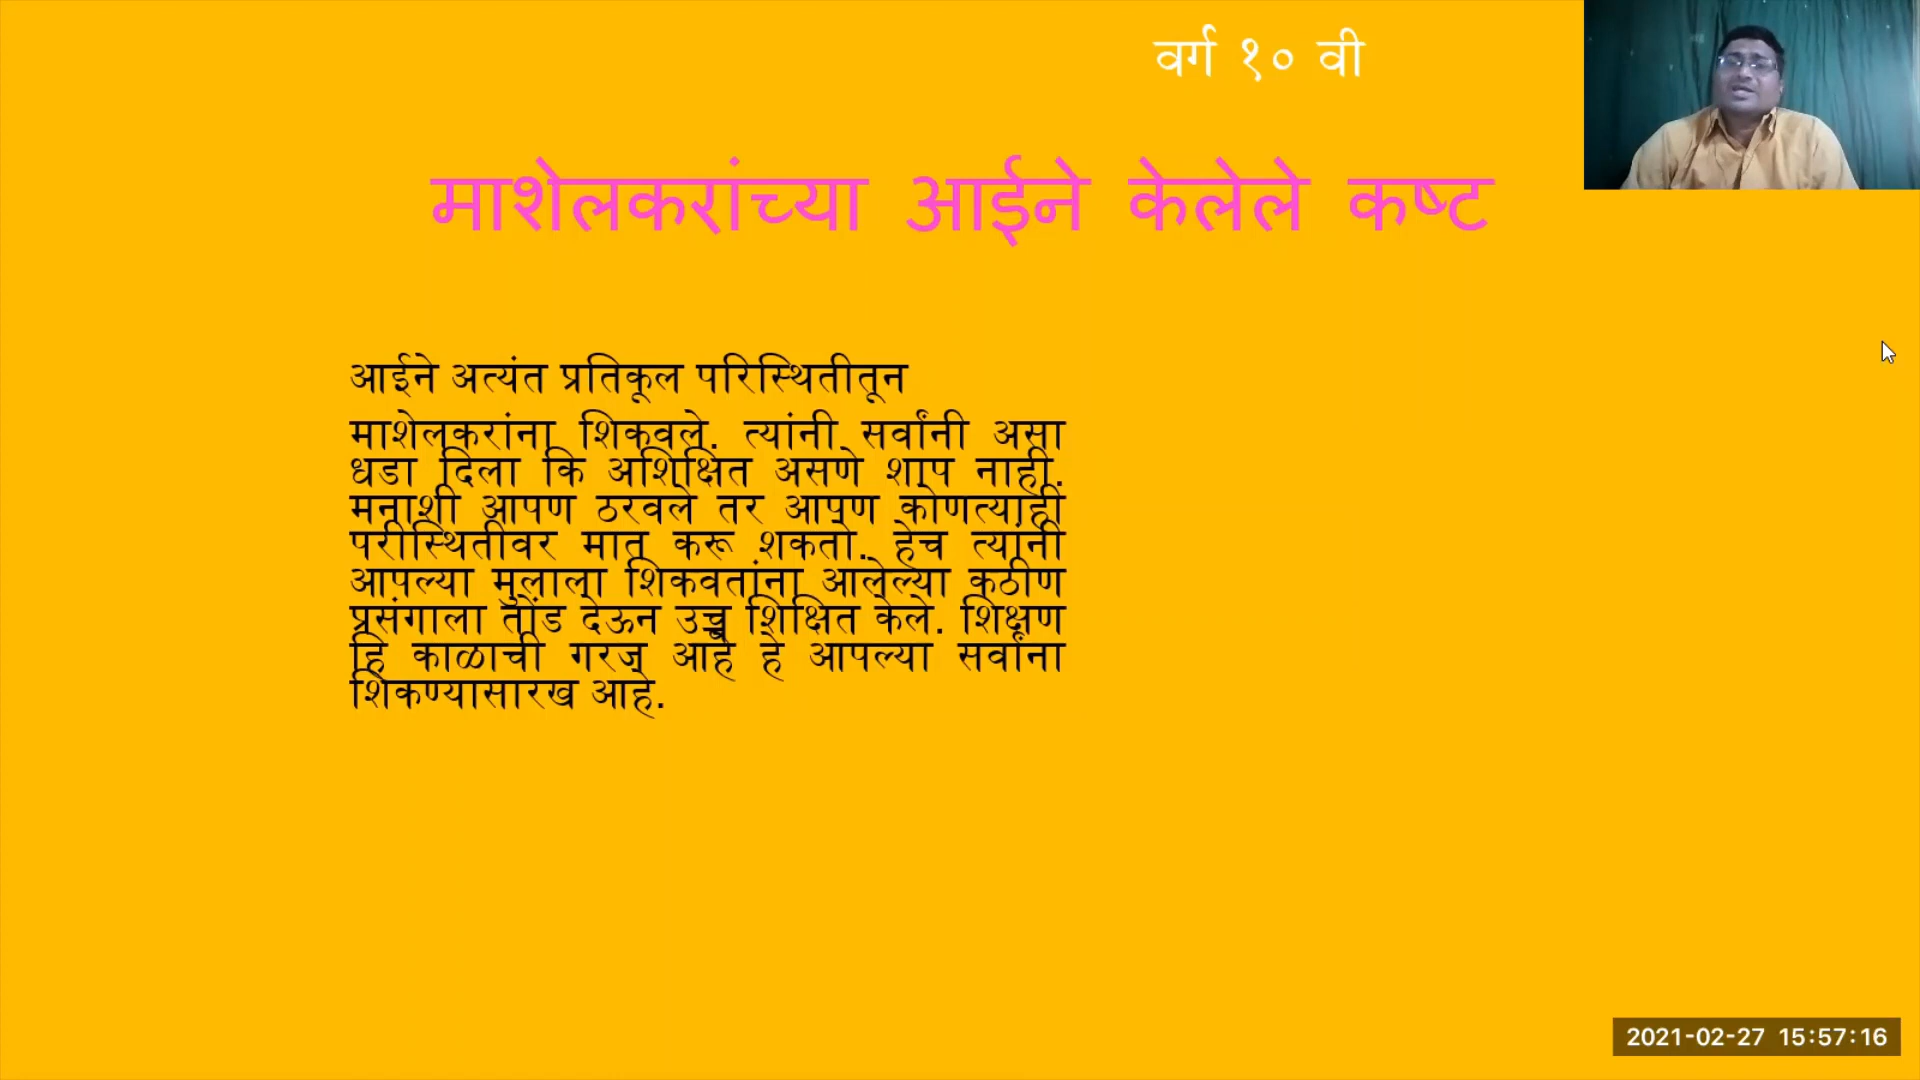 वर्ग १० वी
माशेलकरांच्या आईने केलेले कष्ट
आईने अत्यंत प्रतिकूल परिस्थितीतून
माशेलकरांना शिकवले. त्यांनी सर्वांनी असा
धडा दिला कि अशिक्षित असणे शाप नाही.
मनाशी आपण ठरवले तर आपण कोणत्याही
परीस्थितीवर मात करू शकतो. हेच त्यांनी
आपल्या मुलाला शिकवतांना आलेल्या कठीण
प्रसंगाला तोंड देऊन उच्च शिक्षित केले. शिक्षण
हि काळाची गरज आहे हे आपल्या सर्वांना
शिकण्यासारख आहे.
2021-02-27 15:57:16